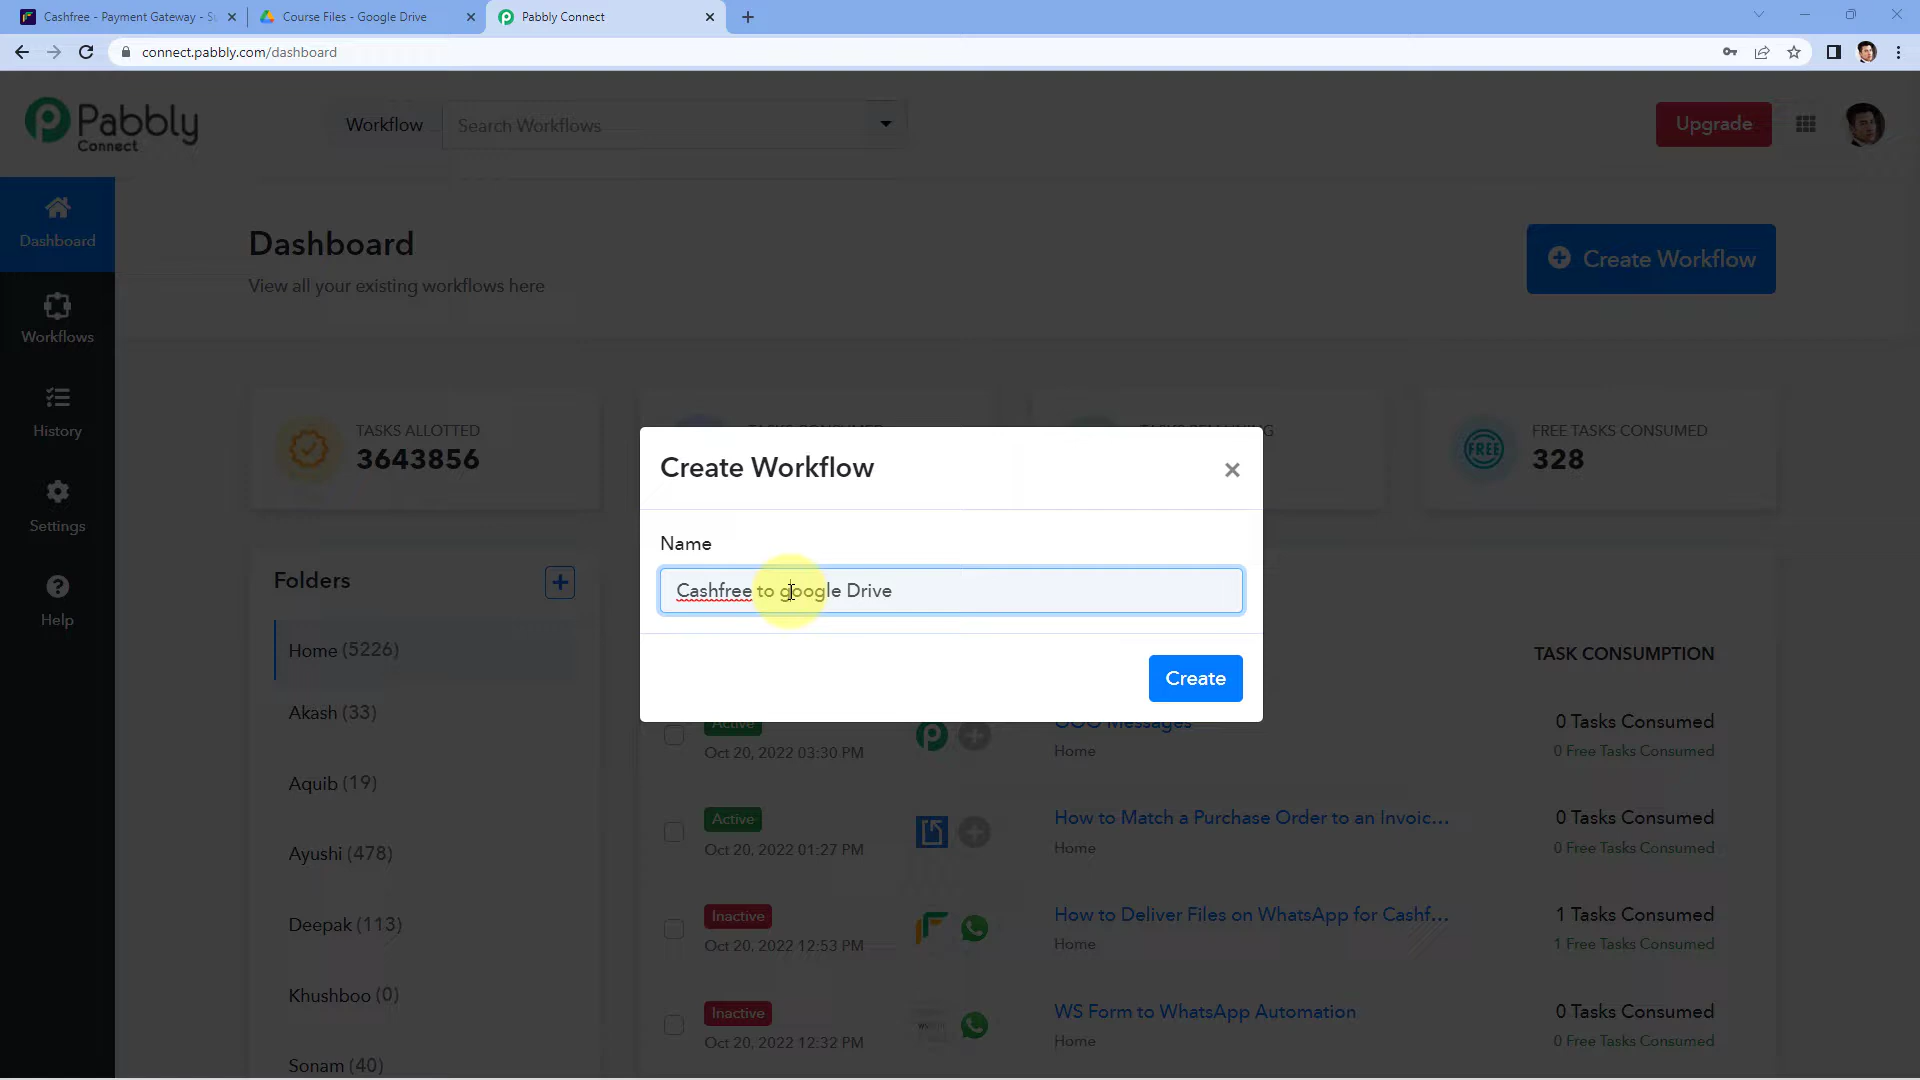 Cashfree - Payment Gateway - S
Course Files - Google Drive
Pabbly Connect
connect.pabbly.com/dashboard
Pabbly
Connect
Workflow
Search Workflows
Upgrade
Dashboard
Workflows
History
Settings
Help
Dashboard
View all your existing workflows here
Create Workflow
TASKS ALLOTTED
3643856
FREE
FREE TASKS CONSUMED
328
Create Workflow
×
Name
Cashfree to google Drive
Create
Folders
Home (5226)
Akash (33)
Aquib (19)
Ayushi (478)
Deepak (113)
Khushboo (0)
Sonam (40)
TASK CONSUMPTION
Active
Oct 20, 2022 03:30 PM
Messages
Home
0 Tasks Consumed
0 Free Tasks Consumed
Active
Oct 20, 2022 01:27 PM
How to Match a Purchase Order to an Invoic...
Home
0 Tasks Consumed
0 Free Tasks Consumed
Inactive
Oct 20, 2022 12:53 PM
How to Deliver Files on WhatsApp for Cashf...
Home
1 Tasks Consumed
1 Free Tasks Consumed
Inactive
Oct 20, 2022 12:32 PM
WS Form to WhatsApp Automation
Home
0 Tasks Consumed
0 Free Tasks Consumed